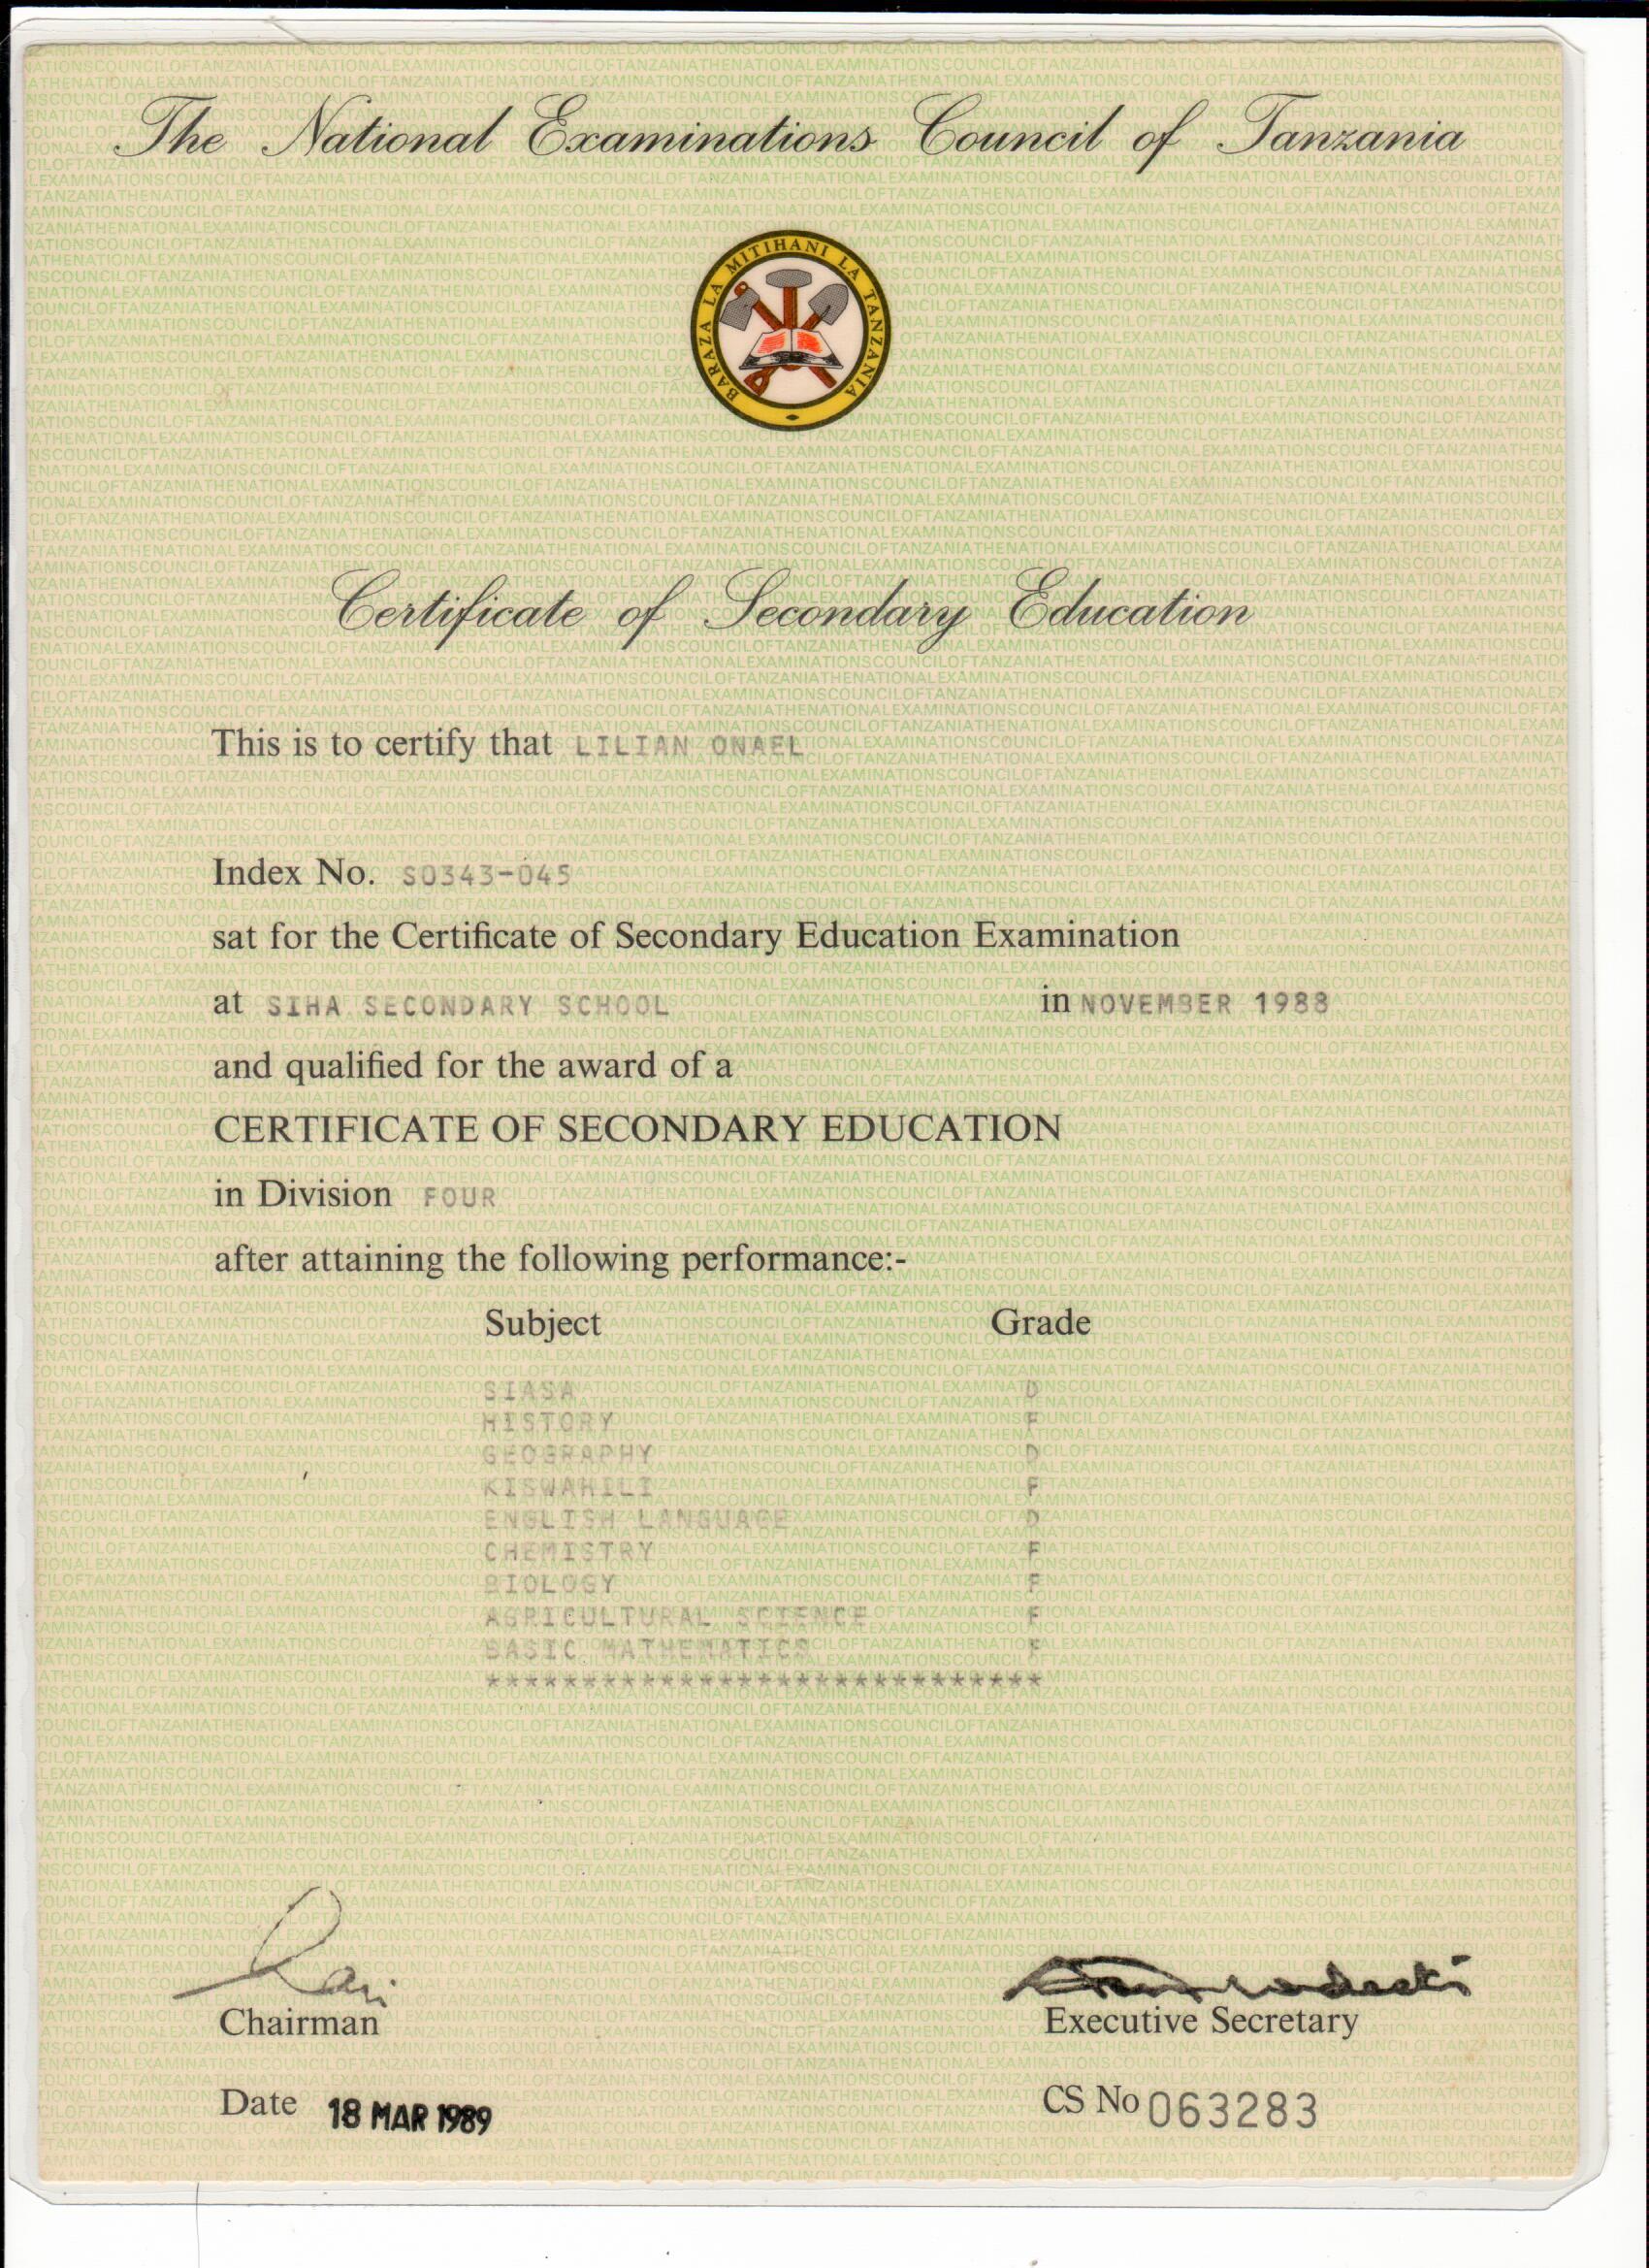 The National Examinations Council of Tanzania
BARAZA LA MITIHANI LA TANZANIA
Certificate of Secondary Education
This is to certify that LILIAN ONAEL
Index No. S0343-045
sat for the Certificate of Secondary Education Examination
at SIHA SECONDARY SCHOOL in NOVEMBER 1988
and qualified for the award of a
CERTIFICATE OF SECONDARY EDUCATION
in Division FOUR
after attaining the following performance:-
Subject Grade
SIASA D
HISTORY F
GEOGRAPHY D
KISWAHILI F
ENGLISH LANGUAGE D
CHEMISTRY F
BIOLOGY F
AGRICULTURAL SCIENCE F
BASIC MATHEMATICS F
*****************************
Chairman Executive Secretary
Date 18 MAR 1989 CS No 063283